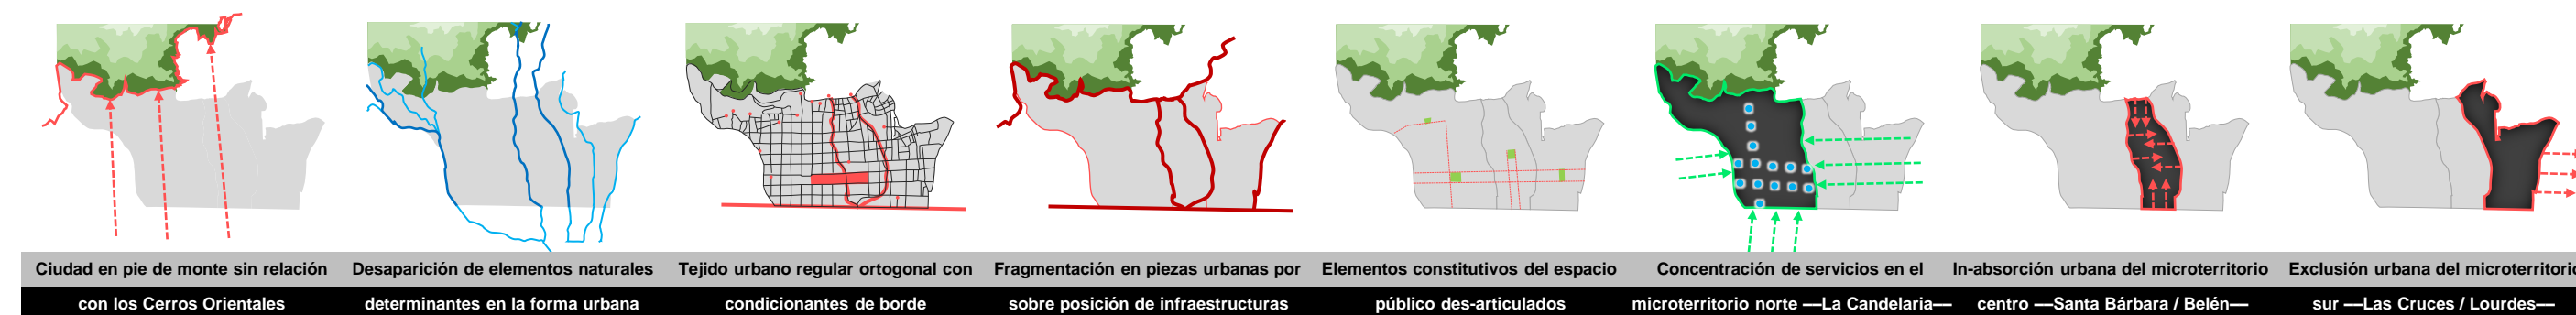 Ciudad en pie de monte sin relación
con los Cerros Orientales
Desaparición de elementos naturales
determinantes en la forma urbana
Tejido urbano regular ortogonal con
condicionantes de borde
Fragmentación en piezas urbanas por
sobre posición de infraestructuras
Elementos constitutivos del espacio
público des-articulados
Concentración de servicios en el
microterritorio norte —La Candelaria—
In-absorción urbana del microterritorio
centro —Santa Bárbara / Belén—
Exclusión urbana del microterritorio
sur —Las Cruces / Lourdes—